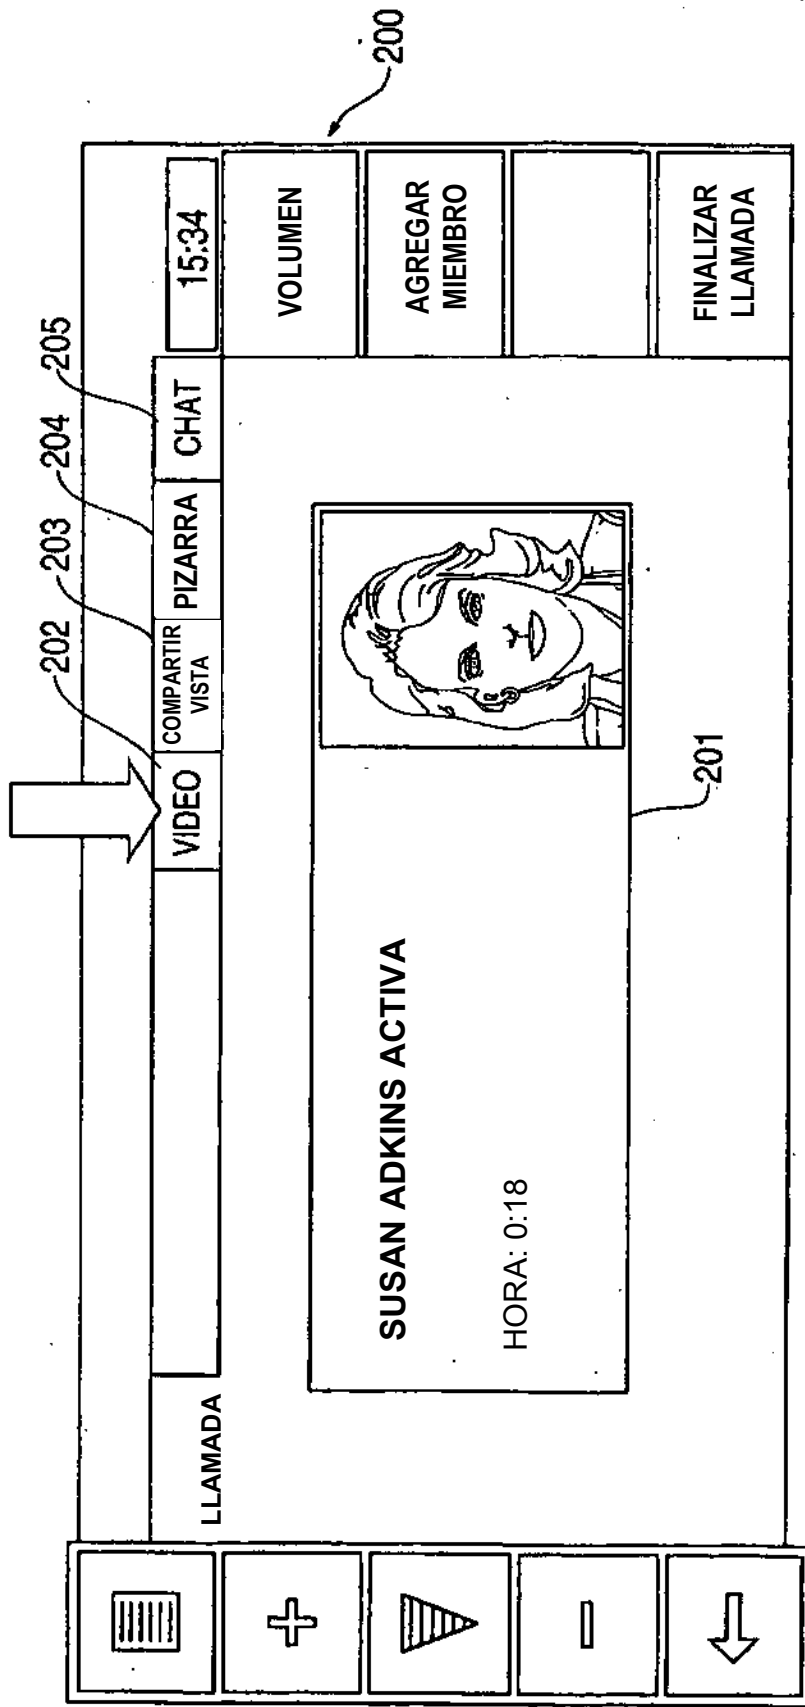 200
205
204
203
202
LLAMADA
VIDEO
COMPARTIR
VISTA
PIZARRA
CHAT
15:34
VOLUMEN
AGREGAR
MIEMBRO
FINALIZAR
LLAMADA
SUSAN ADKINS ACTIVA
HORA: 0:18
201